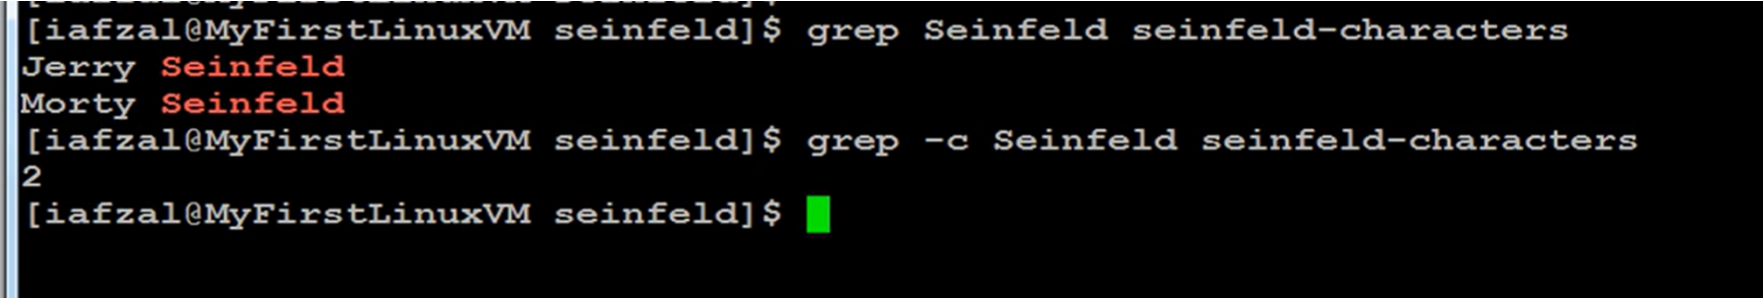 [iafzal@MyFirstLinuxVM seinfeld]$ grep Seinfeld seinfeld-characters
Jerry Seinfeld
Morty Seinfeld
[iafzal@MyFirstLinuxVM seinfeld]$ grep -c Seinfeld seinfeld-characters
2
[iafzal@MyFirstLinuxVM seinfeld]$